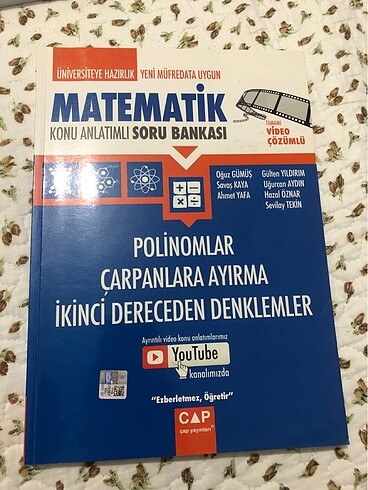 ÜNİVERSİTEYE HAZIRLIK YENİ MÜFREDATA UYGUN
MATEMATİK
KONU ANLATIMLI SORU BANKASI
TAMAMI
VİDEO
ÇÖZÜMLÜ
Oğuz GÜMÜŞ
Savaş KAYA
Ahmet YAFA
Gülten YILDIRIM
Uğurcan AYDIN
Hazal ÖZNAR
Sevilay TEKİN
POLİNOMLAR
ÇARPANLARA AYIRMA
İKİNCİ DERECEDEN DENKLEMLER
Ayrıntılı video konu anlatımlarımız
YouTube
kanalımızda
"Ezberletmez, Öğretir"
CAP
çap yayınları